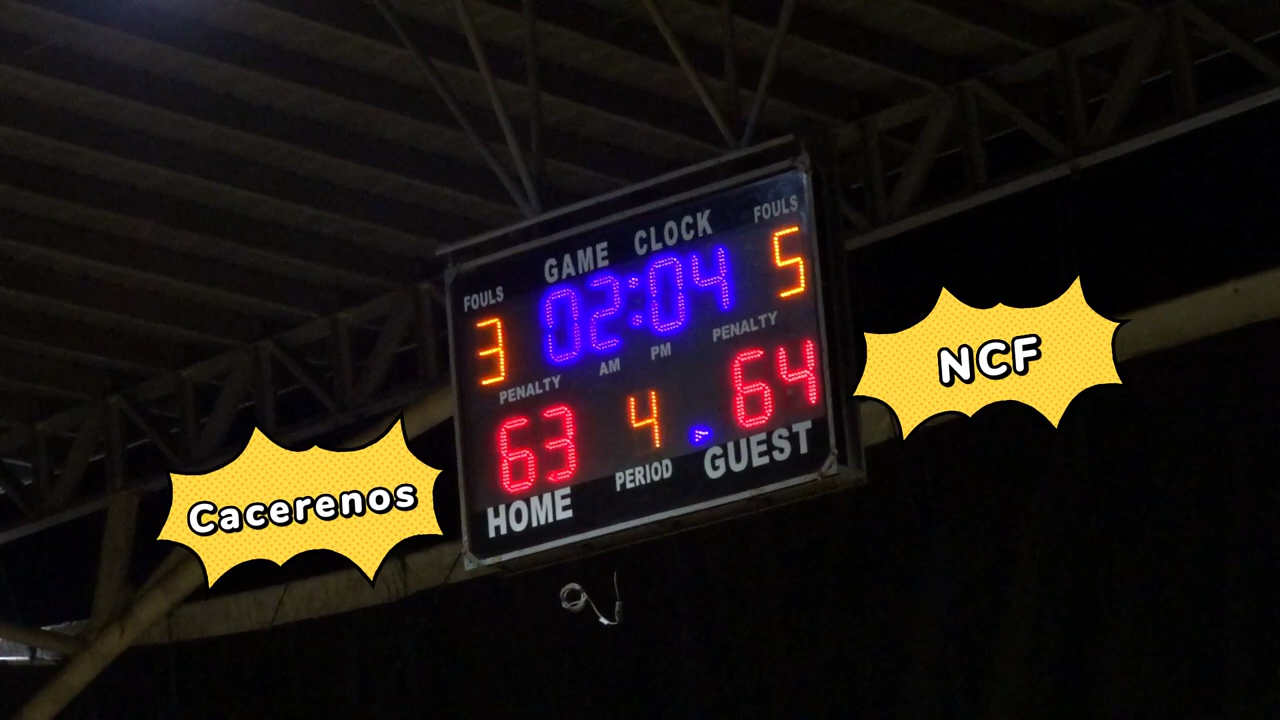 GAME CLOCK
FOULS
FOULS
02:04
5
3
PENALTY
PENALTY
AM PM
63
4
64
HOME
PERIOD
GUEST
Cacerenos
NCF